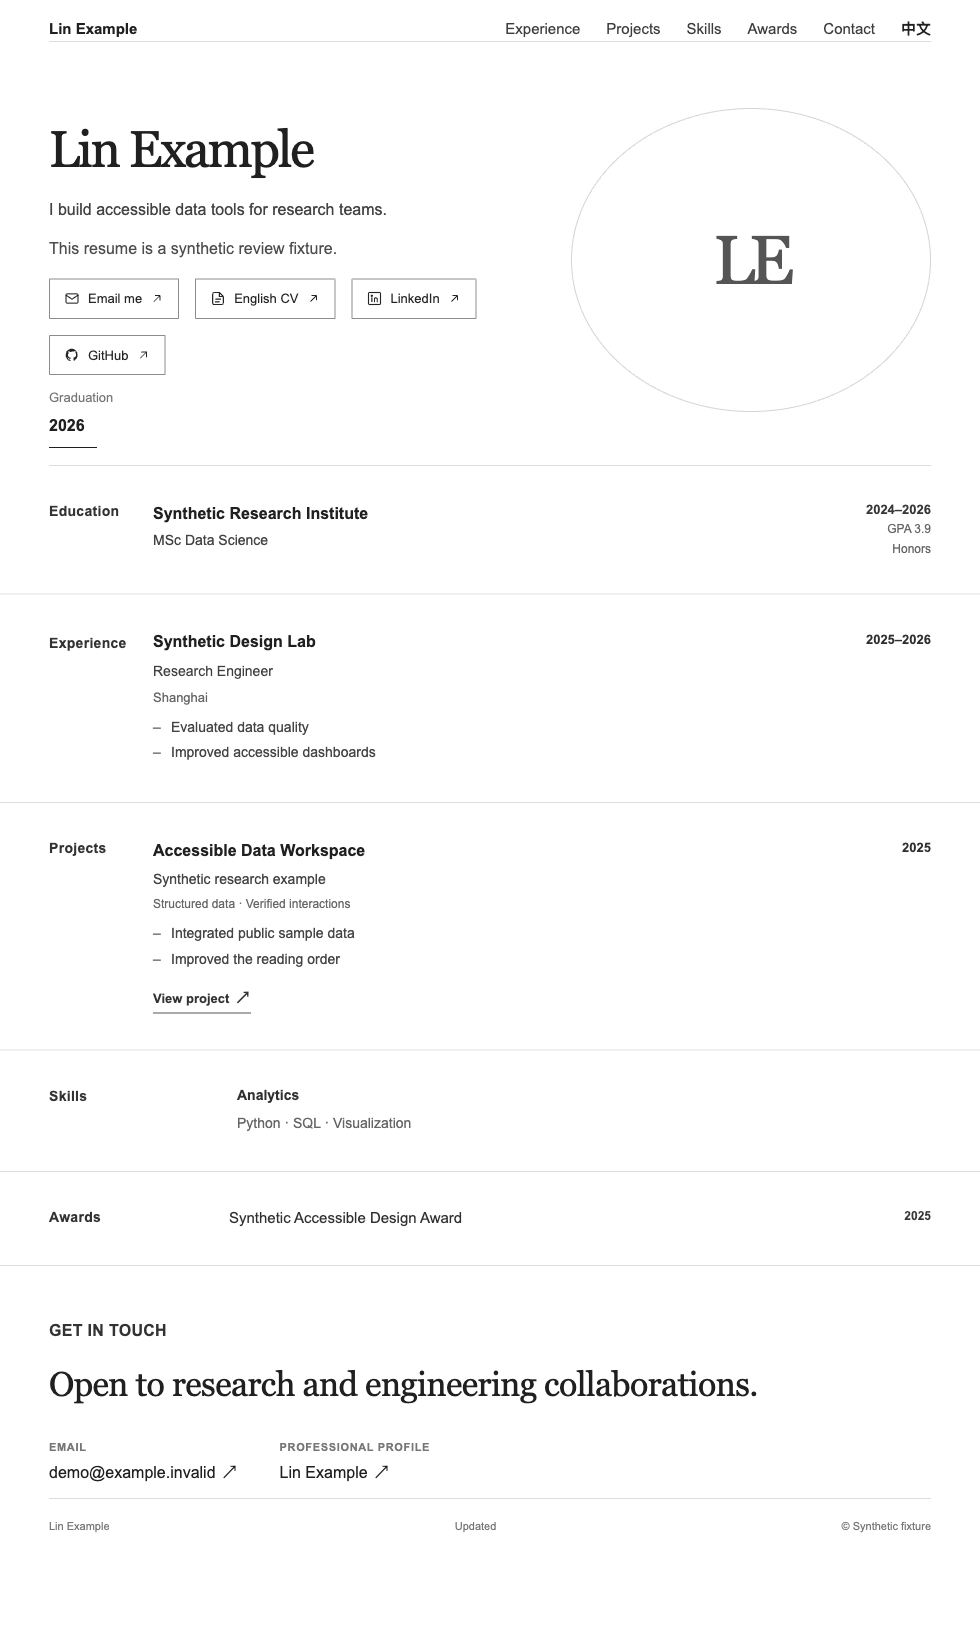 Lin Example
Experience Projects Skills Awards Contact 中文
Lin Example
I build accessible data tools for research teams.
This resume is a synthetic review fixture.
Email me
English CV
LinkedIn
GitHub
LE
Graduation
2026
Education
Synthetic Research Institute
MSc Data Science
2024–2026
GPA 3.9
Honors
Experience
Synthetic Design Lab
2025–2026
Research Engineer
Shanghai
– Evaluated data quality
– Improved accessible dashboards
Projects
Accessible Data Workspace
2025
Synthetic research example
Structured data · Verified interactions
– Integrated public sample data
– Improved the reading order
View project ↗
Skills
Analytics
Python · SQL · Visualization
Awards
Synthetic Accessible Design Award
2025
GET IN TOUCH
Open to research and engineering collaborations.
EMAIL
demo@example.invalid ↗
PROFESSIONAL PROFILE
Lin Example ↗
Lin Example
Updated
© Synthetic fixture